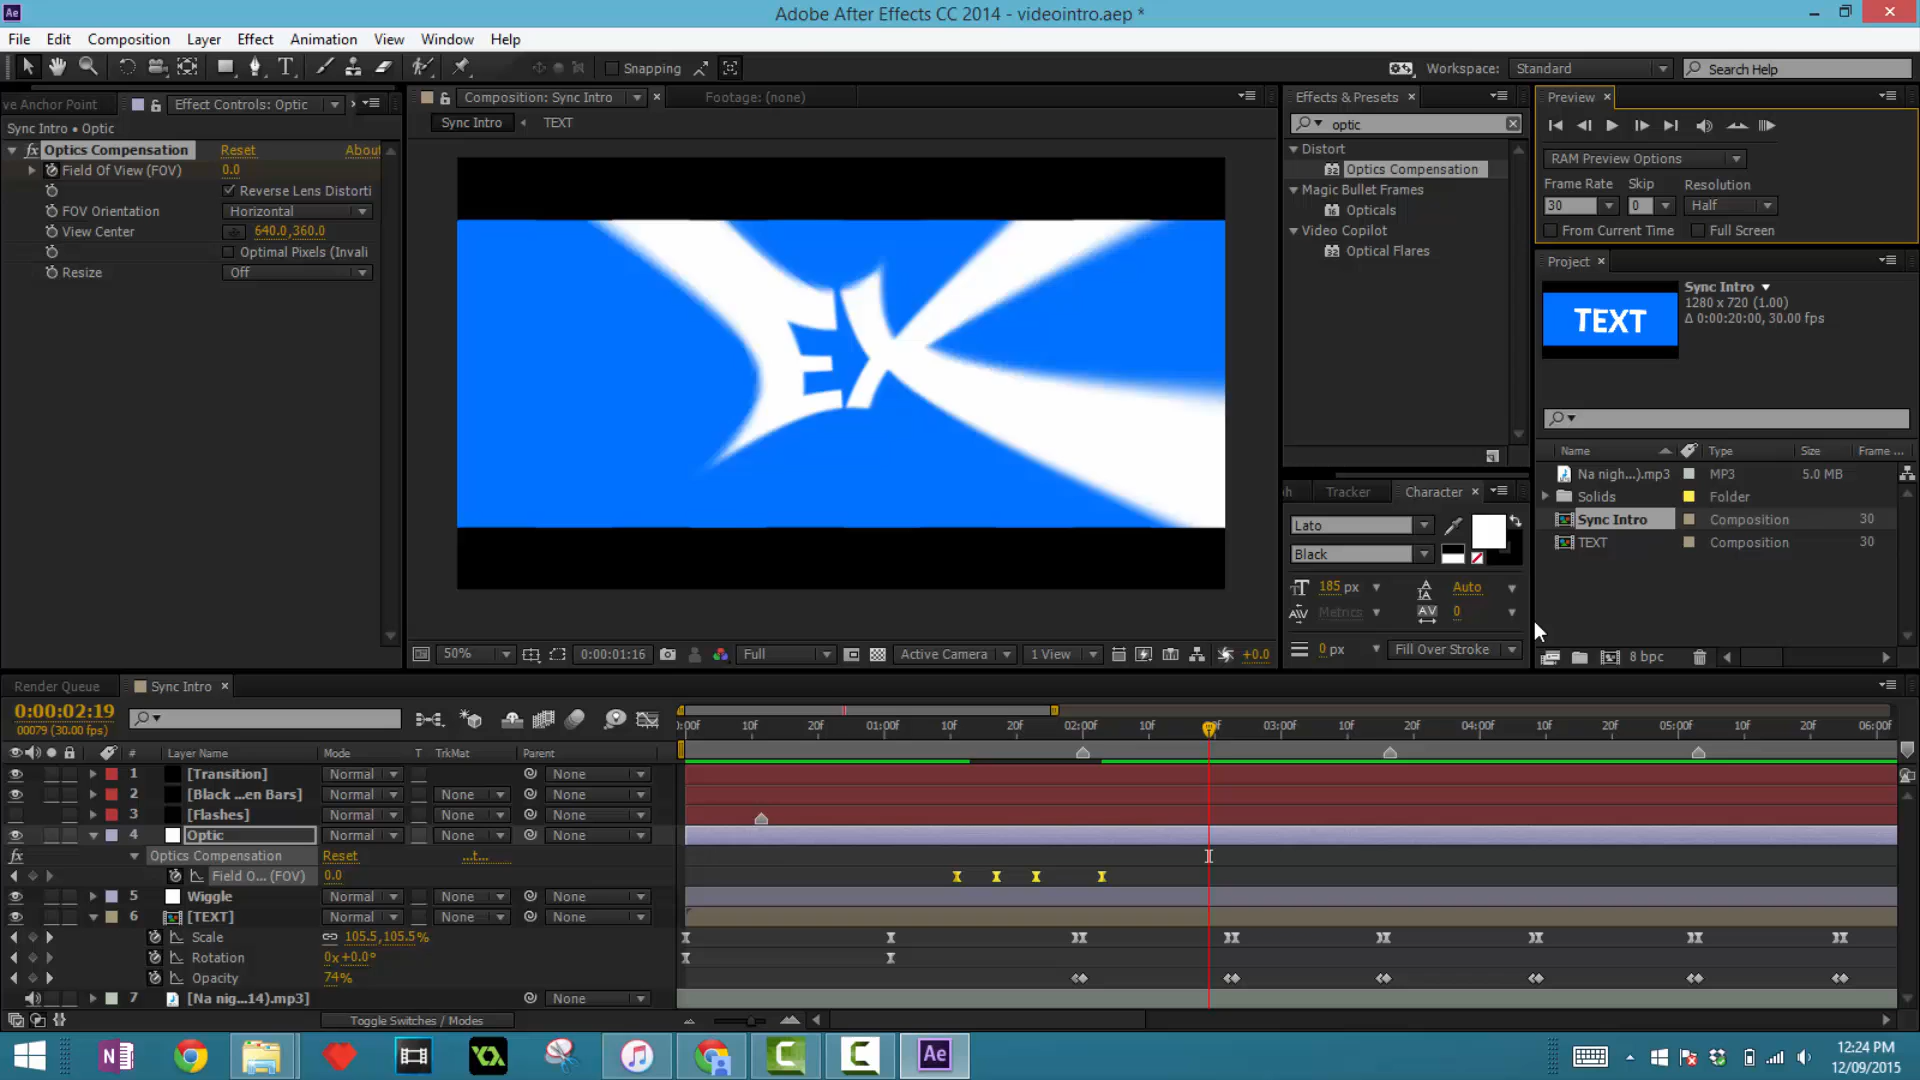 Ae
Adobe After Effects CC 2014 - videointro.aep *
File Edit Composition Layer Effect Animation View Window Help
Snapping
Workspace: Standard
Search Help
ve Anchor Point
Effect Controls: Optic
Sync Intro • Optic
fx Optics Compensation Reset About
Field Of View (FOV) 0.0
Reverse Lens Distorti
FOV Orientation Horizontal
View Center 640.0,360.0
Optimal Pixels (Invali
Resize Off
Composition: Sync Intro
Footage: (none)
Sync Intro TEXT
EX
50% 0:00:01:16 Full Active Camera 1 View +0.0
Effects & Presets
optic
Distort
32 Optics Compensation
Magic Bullet Frames
16 Opticals
Video Copilot
32 Optical Flares
Tracker Character
Lato
Black
185 px Auto
Metrics 0
0 px Fill Over Stroke
Preview
RAM Preview Options
Frame Rate Skip Resolution
30 0 Half
From Current Time Full Screen
Project
TEXT
Sync Intro
1280 x 720 (1.00)
Δ 0:00:20:00, 30.00 fps
Name Type Size Frame ...
Na nigh...).mp3 MP3 5.0 MB
Solids Folder
Sync Intro Composition 30
TEXT Composition 30
8 bpc
Render Queue Sync Intro
0:00:02:19
00079 (30.00 fps)
:00f 10f 20f 01:00f 10f 20f 02:00f 10f 03:00f 10f 20f 04:00f 10f 20f 05:00f 10f 20f 06:00f
# Layer Name Mode T TrkMat Parent
1 [Transition] Normal None
2 [Black ...en Bars] Normal None None
3 [Flashes] Normal None None
4 Optic Normal None None
fx Optics Compensation Reset ...t...
Field O... (FOV) 0.0
5 Wiggle Normal None None
6 [TEXT] Normal None None
Scale 105.5,105.5%
Rotation 0x+0.0°
Opacity 74%
7 [Na nig...14).mp3] None
Toggle Switches / Modes
N
Ae
12:24 PM
12/09/2015